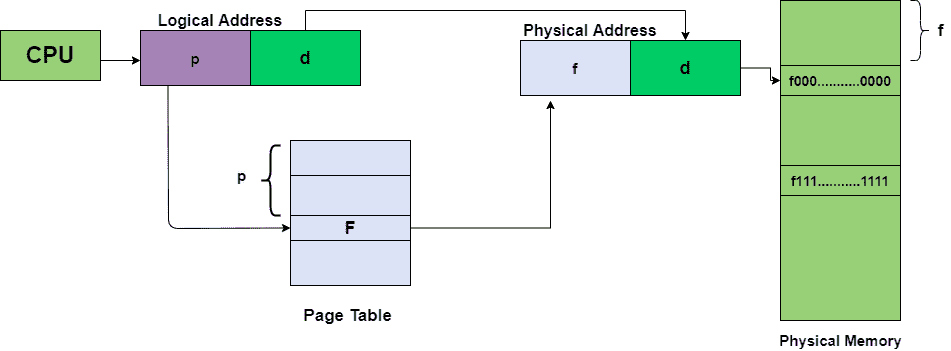 Logical Address
CPU
p
d
Physical Address
f
d
f
f000...........0000
f111...........1111
p
F
Page Table
Physical Memory